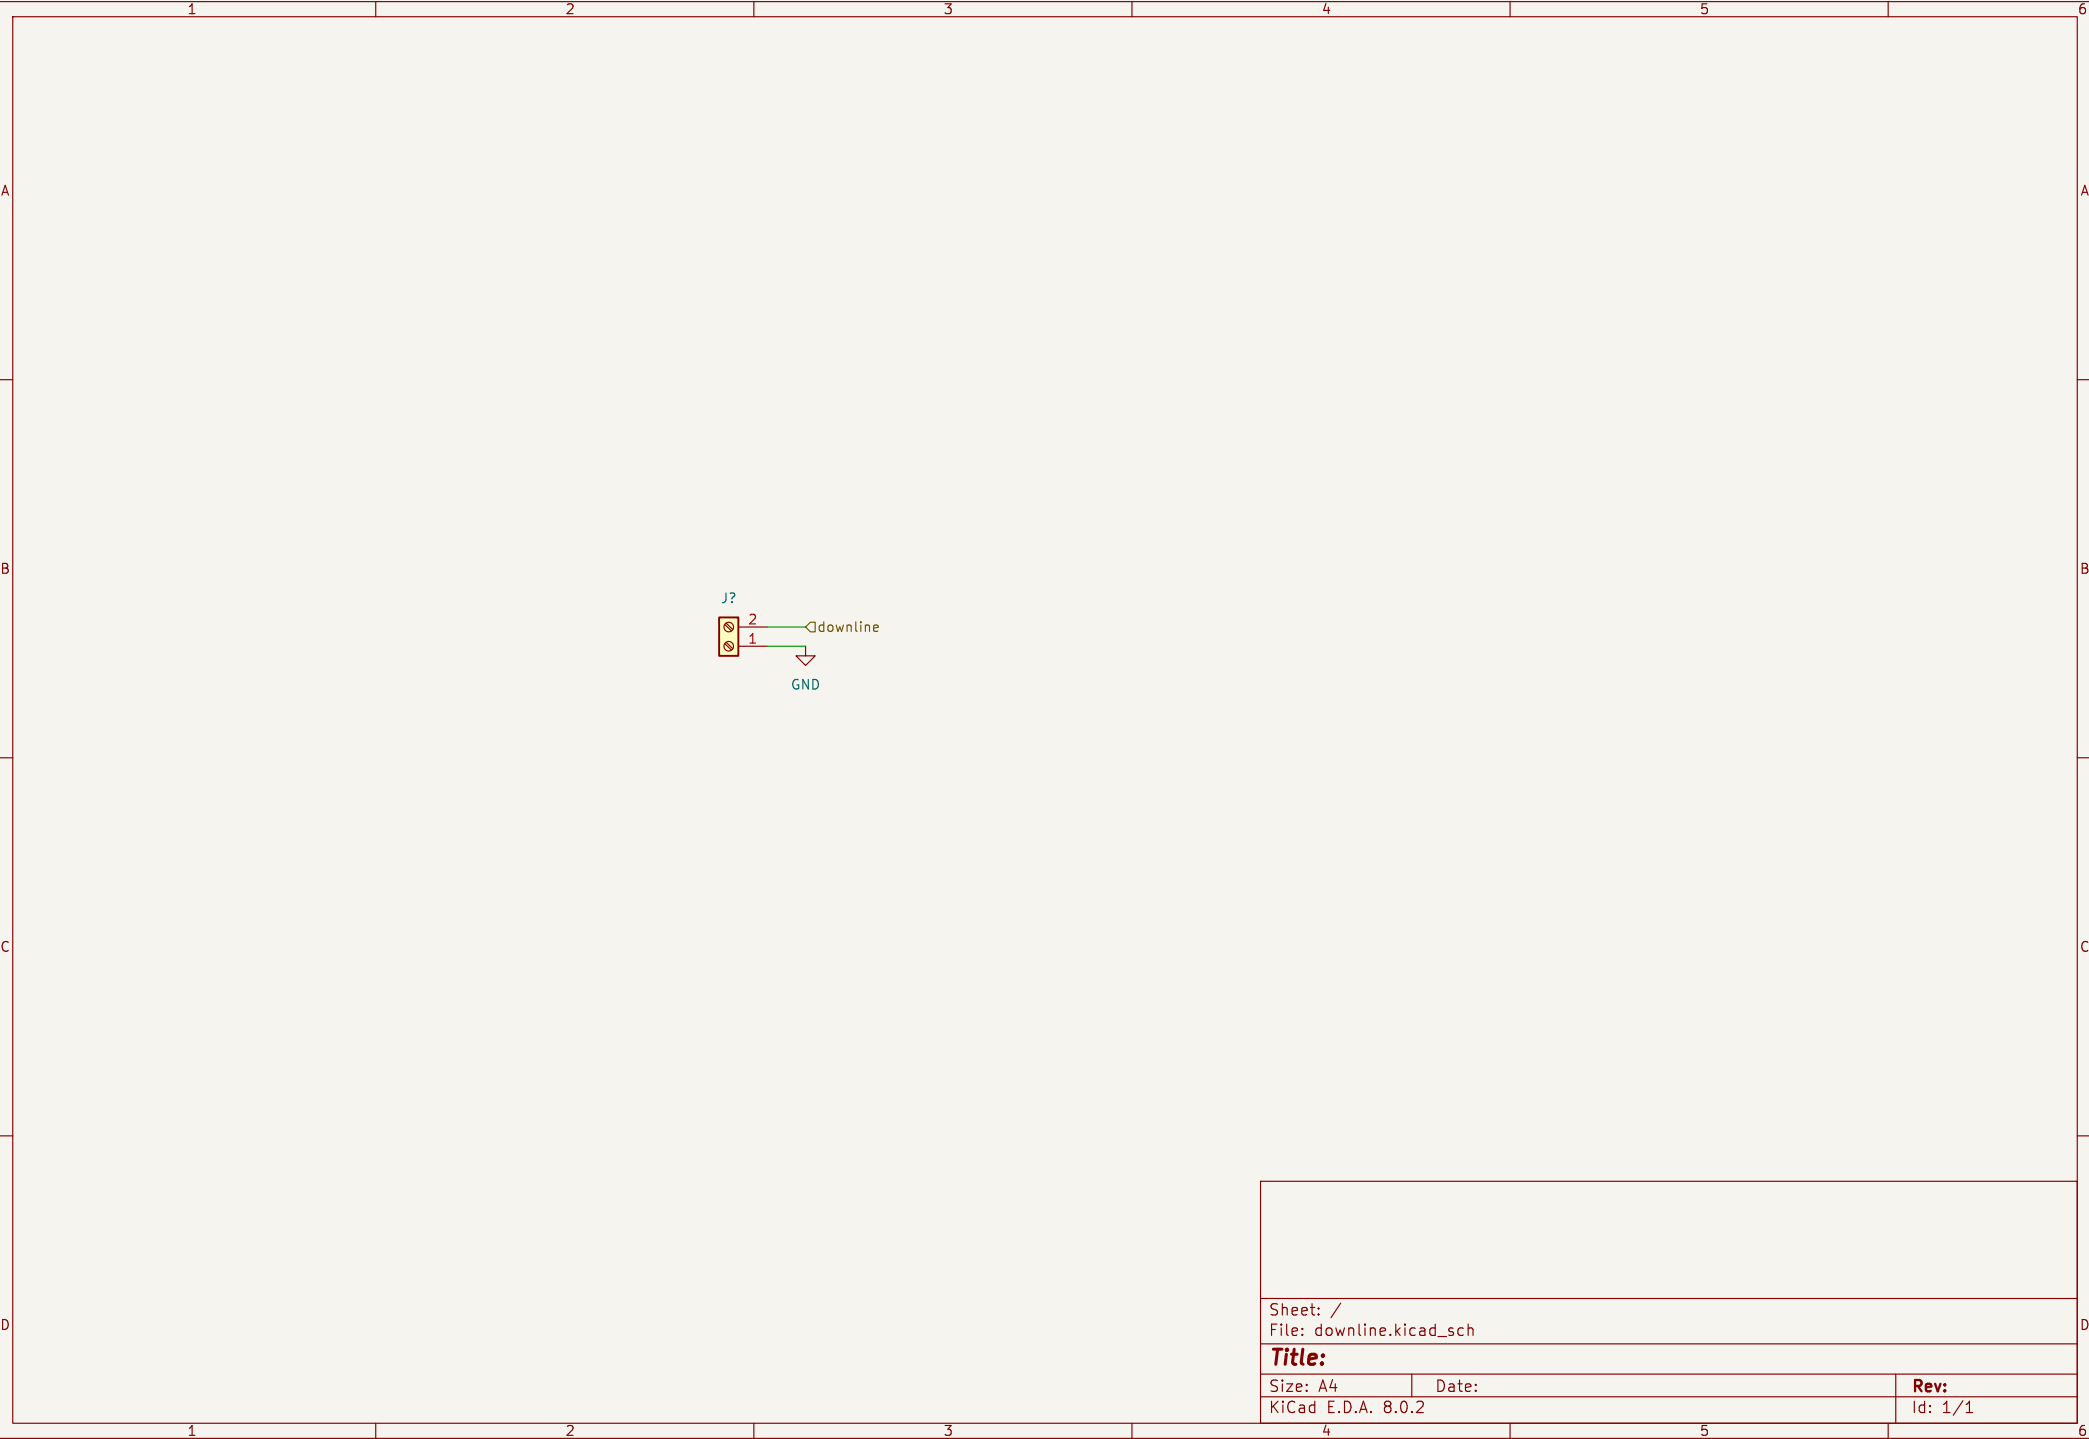 1 2 3 4 5 6
A A
B B
J?
2 downline
1
GND
C C
D D
Sheet: /
File: downline.kicad_sch
Title:
Size: A4 Date: Rev:
KiCad E.D.A. 8.0.2 Id: 1/1
1 2 3 4 5 6